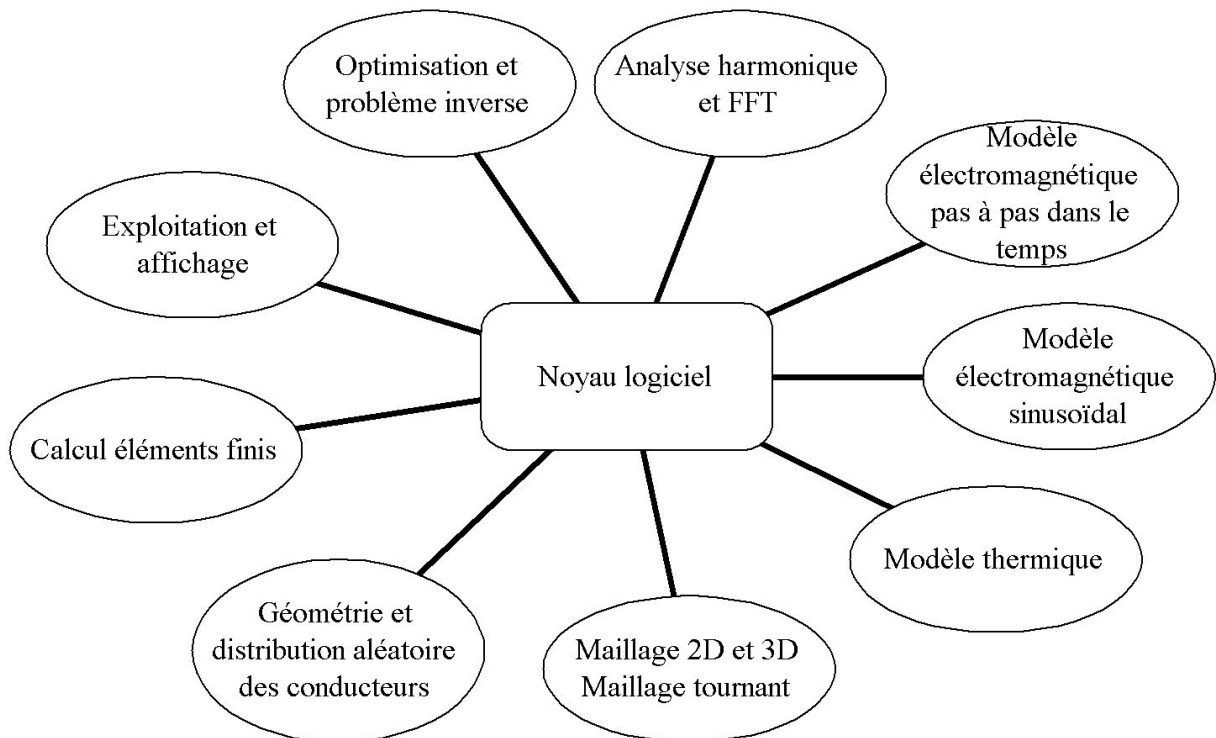 Optimisation et
problème inverse
Analyse harmonique
et FFT
Modèle
électromagnétique
pas à pas dans le
temps
Exploitation et
affichage
Noyau logiciel
Modèle
électromagnétique
sinusoïdal
Calcul éléments finis
Modèle thermique
Géométrie et
distribution aléatoire
des conducteurs
Maillage 2D et 3D
Maillage tournant